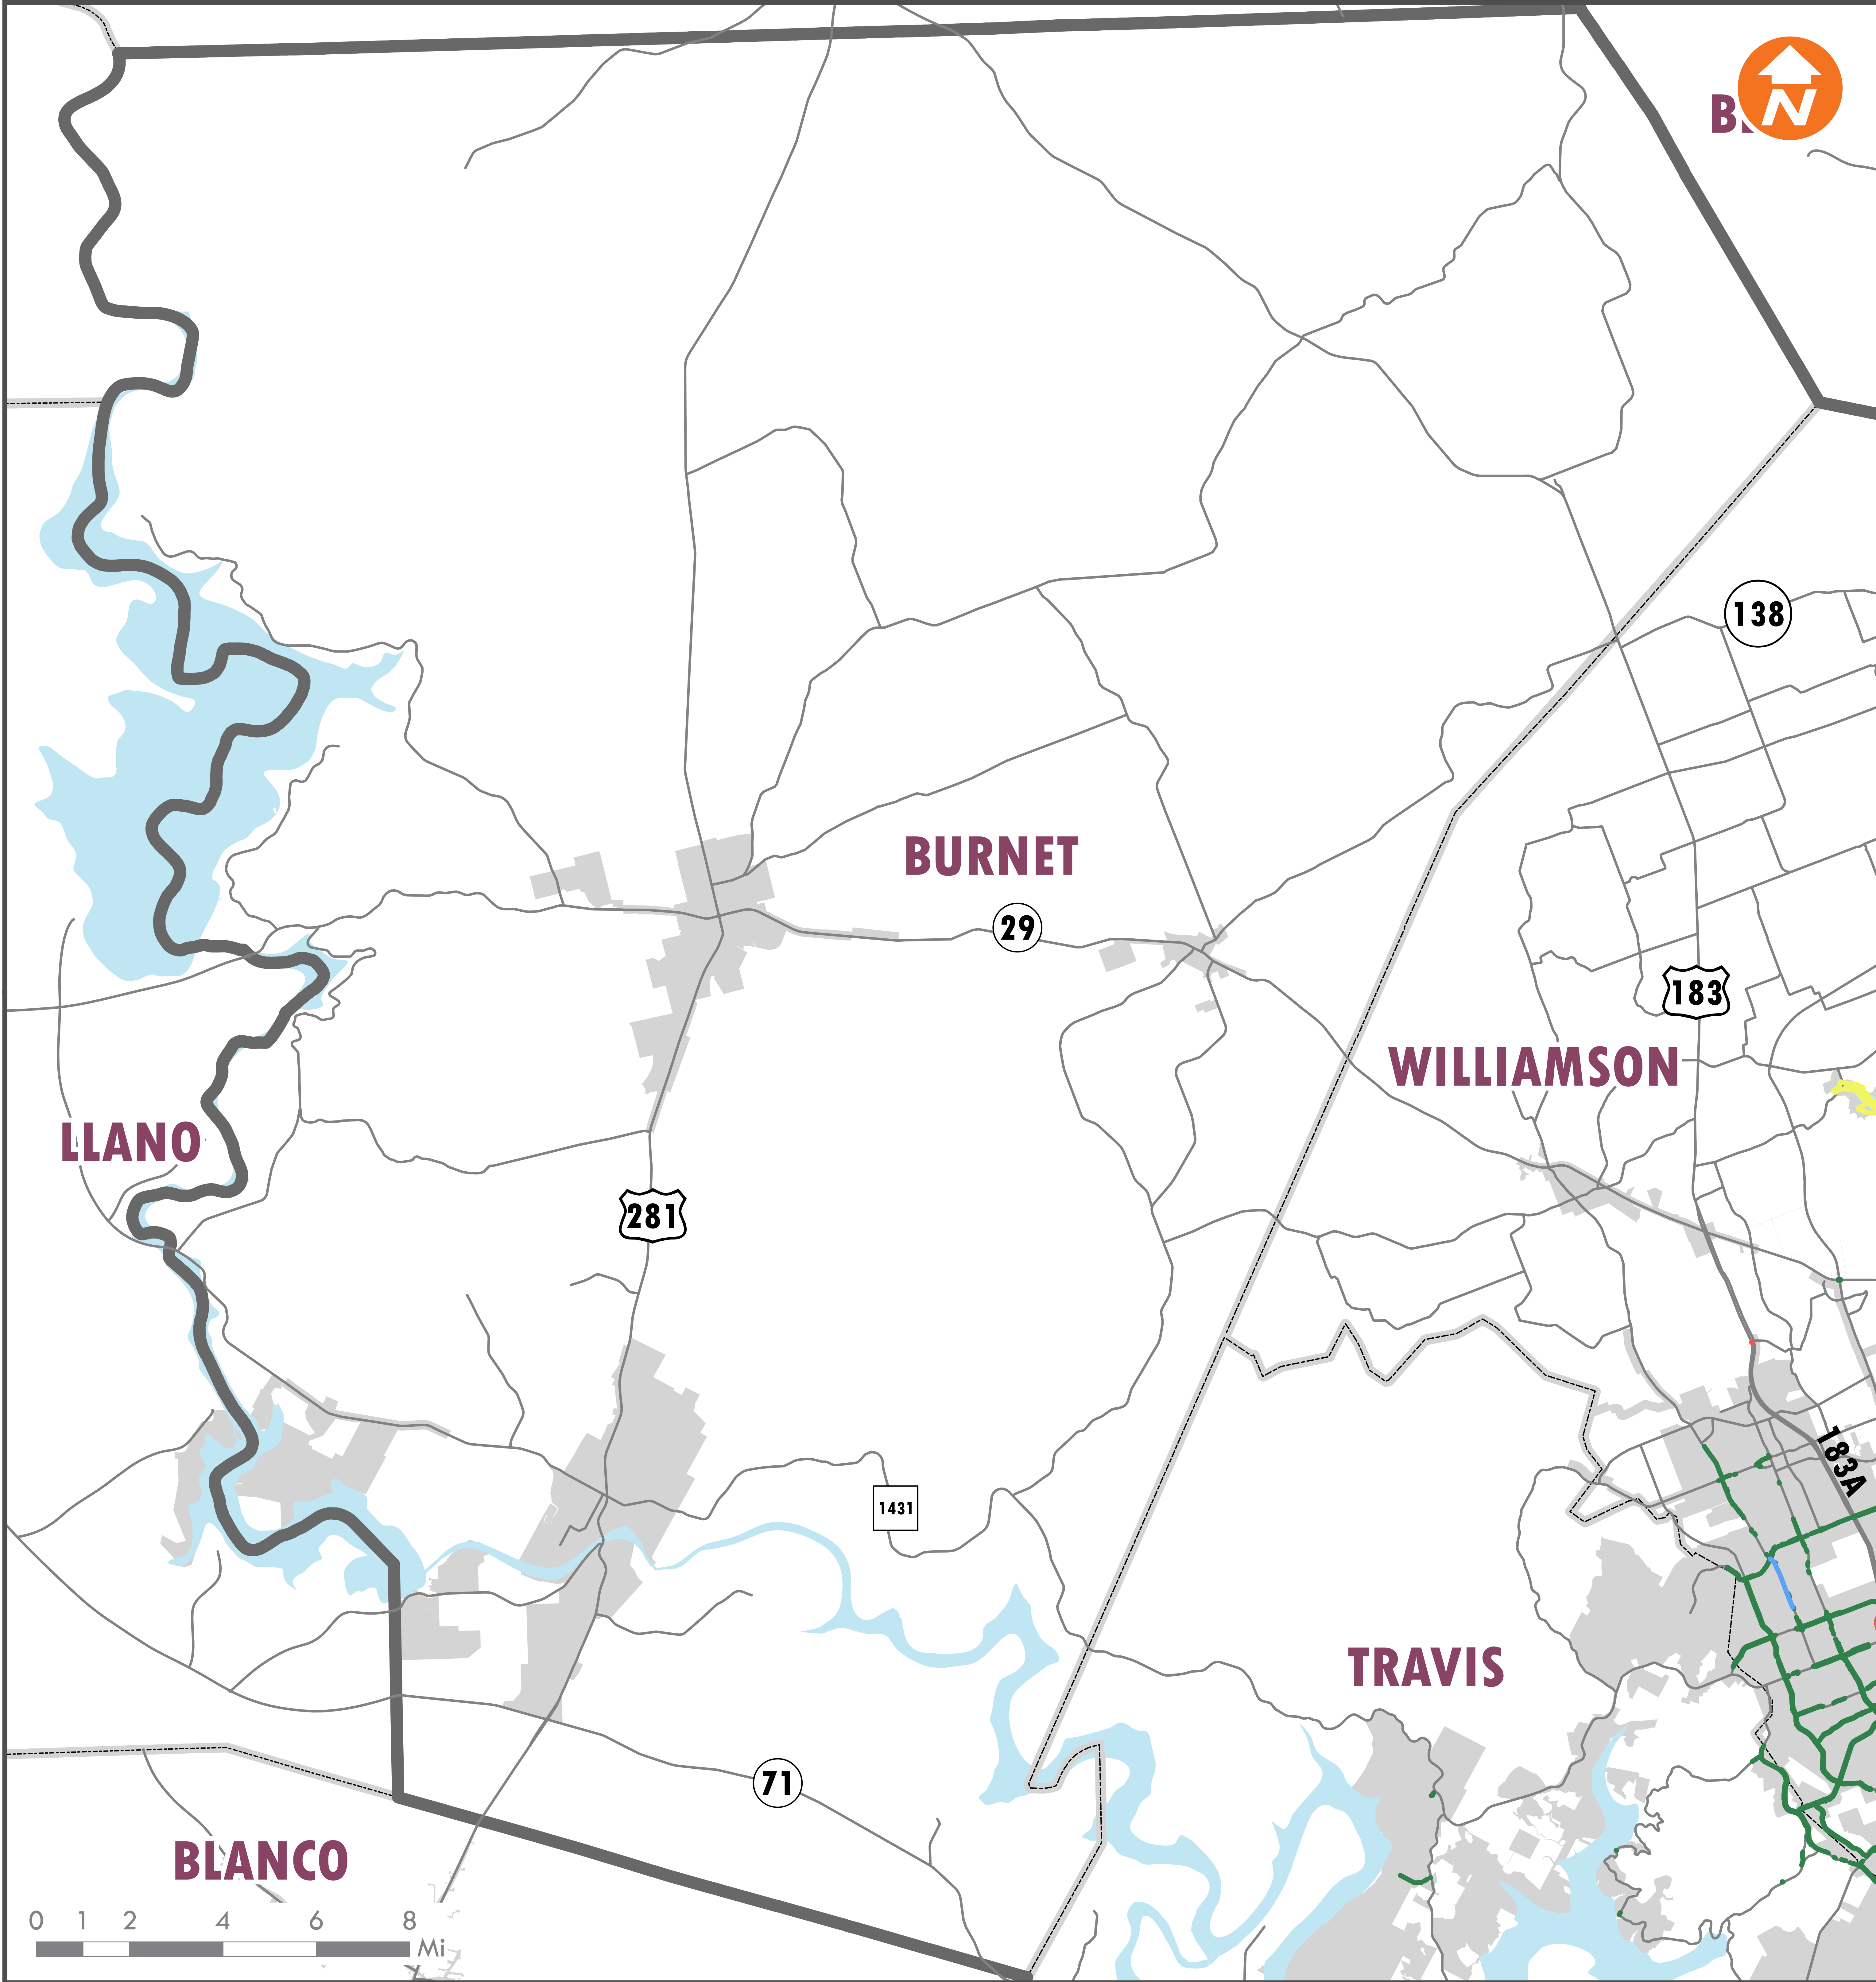 N
138
BURNET
29
183
WILLIAMSON
LLANO
281
183A
1431
TRAVIS
71
BLANCO
0 1 2 4 6 8
Mi